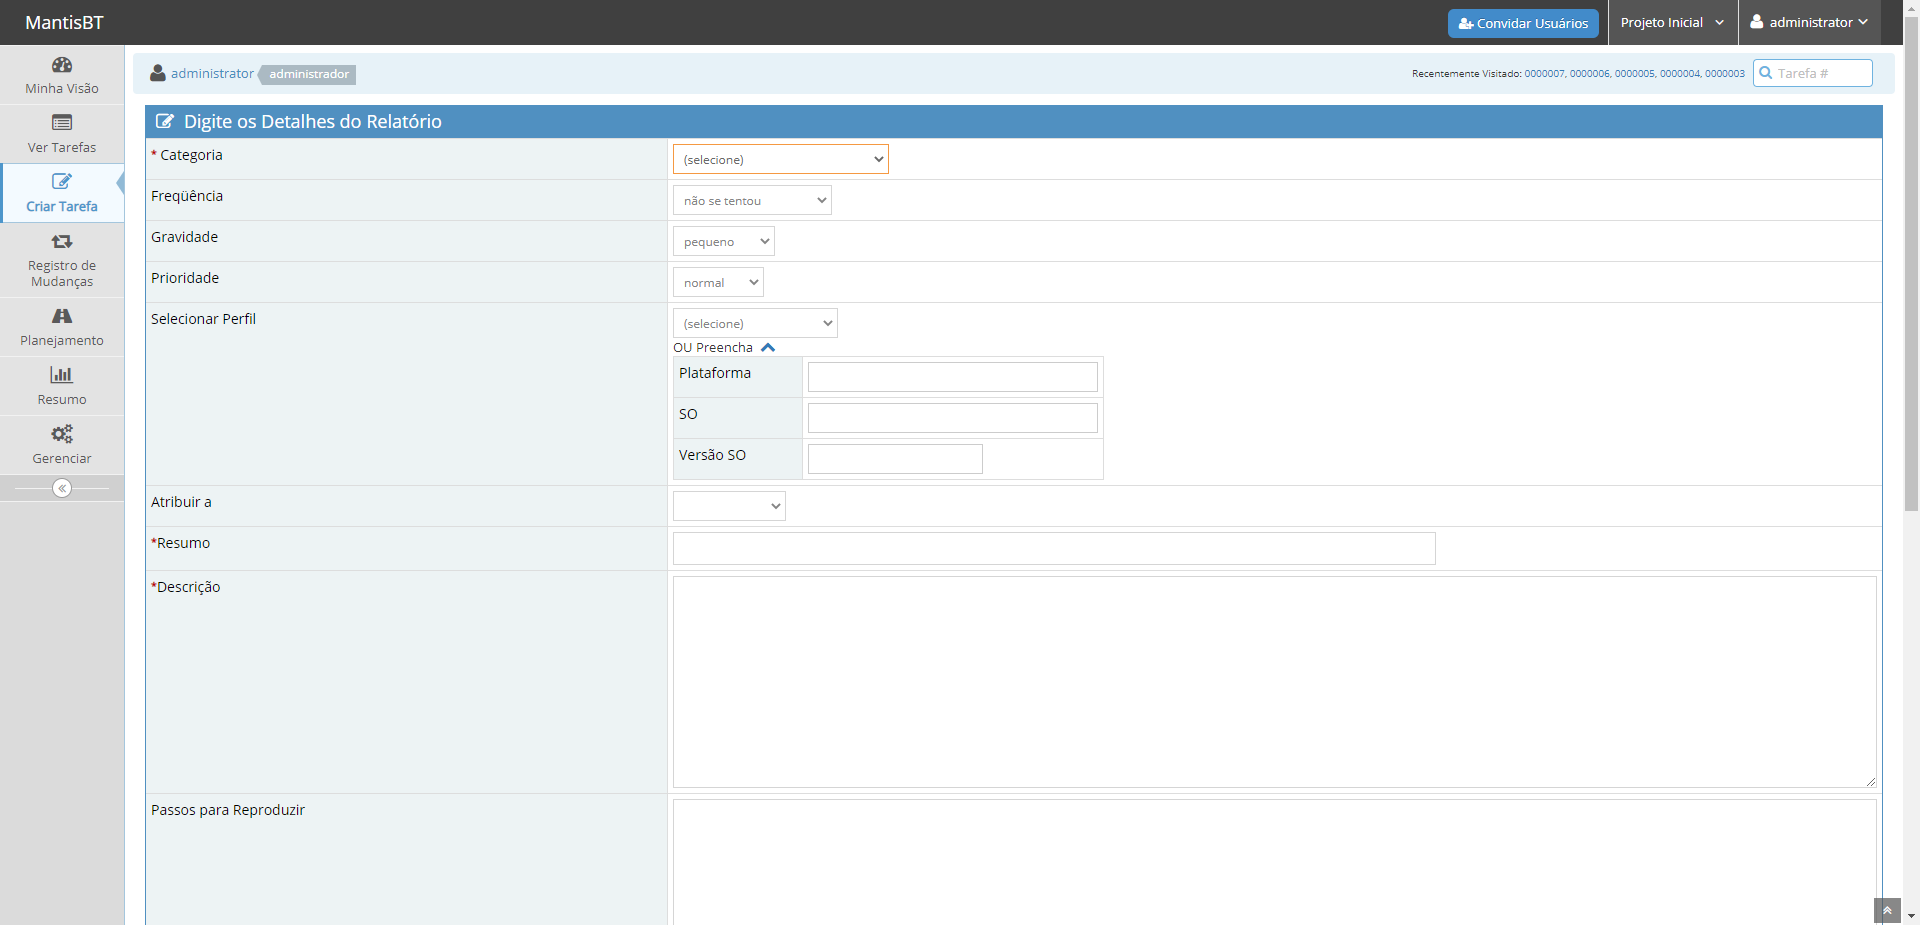 MantisBT
Convidar Usuários
Projeto Inicial
administrator
Minha Visão
Ver Tarefas
Criar Tarefa
Registro de
Mudanças
Planejamento
Resumo
Gerenciar
administrator administrador
Recentemente Visitado: 0000007, 0000006, 0000005, 0000004, 0000003
Tarefa #
Digite os Detalhes do Relatório
* Categoria
(selecione)
Freqüência
não se tentou
Gravidade
pequeno
Prioridade
normal
Selecionar Perfil
(selecione)
OU Preencha
Plataforma
SO
Versão SO
Atribuir a
*Resumo
*Descrição
Passos para Reproduzir